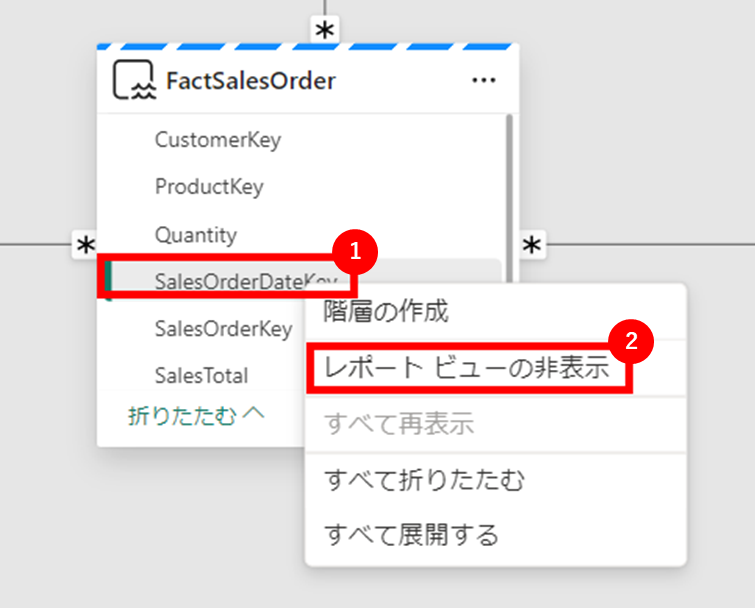 *
FactSalesOrder
...
CustomerKey
ProductKey
Quantity
* 1 *
SalesOrderDateKey
階層の作成
SalesOrderKey
2
レポート ビューの非表示
SalesTotal
折りたたむ
すべて再表示
すべて折りたたむ
すべて展開する